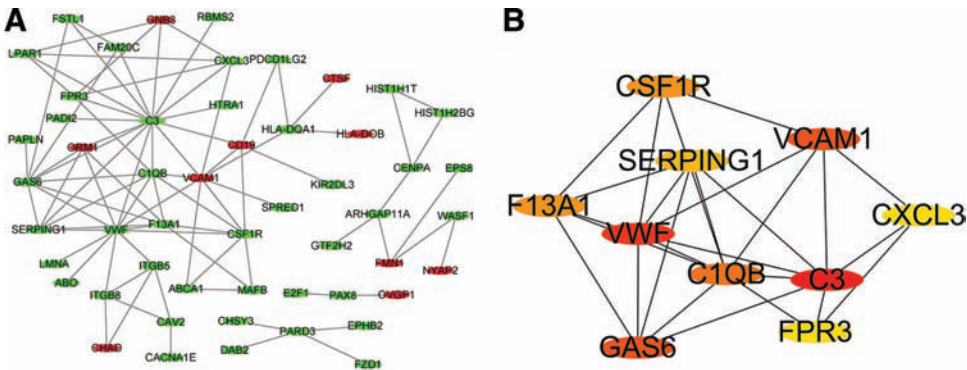 A
B
FSTL1
GNB3
RBMS2
LPAR1
FAM20C
CXCL3
PDCD1LG2
CTSF
FPR3
HIST1H1T
PADI2
HTRA1
HIST1H2BG
C3
HLA-DQA1
HLA-DOB
PAPLN
ORM1
CD19
GAS6
C1QB
VCAM1
KIR2DL3
CENPA
EPS8
SERPING1
VWF
F13A1
SPRED1
CSF1R
ARHGAP11A
WASF1
GTF2H2
LMNA
ITGB5
FMN1
NYAP2
ABO
ITGB8
ABCA1
MAFB
E2F1
PAX8
OVGP1
CAV2
CHSY3
PARD3
EPHB2
CHAD
CACNA1E
DAB2
FZD1
CSF1R
VCAM1
SERPING1
F13A1
CXCL3
VWF
C1QB
C3
FPR3
GAS6